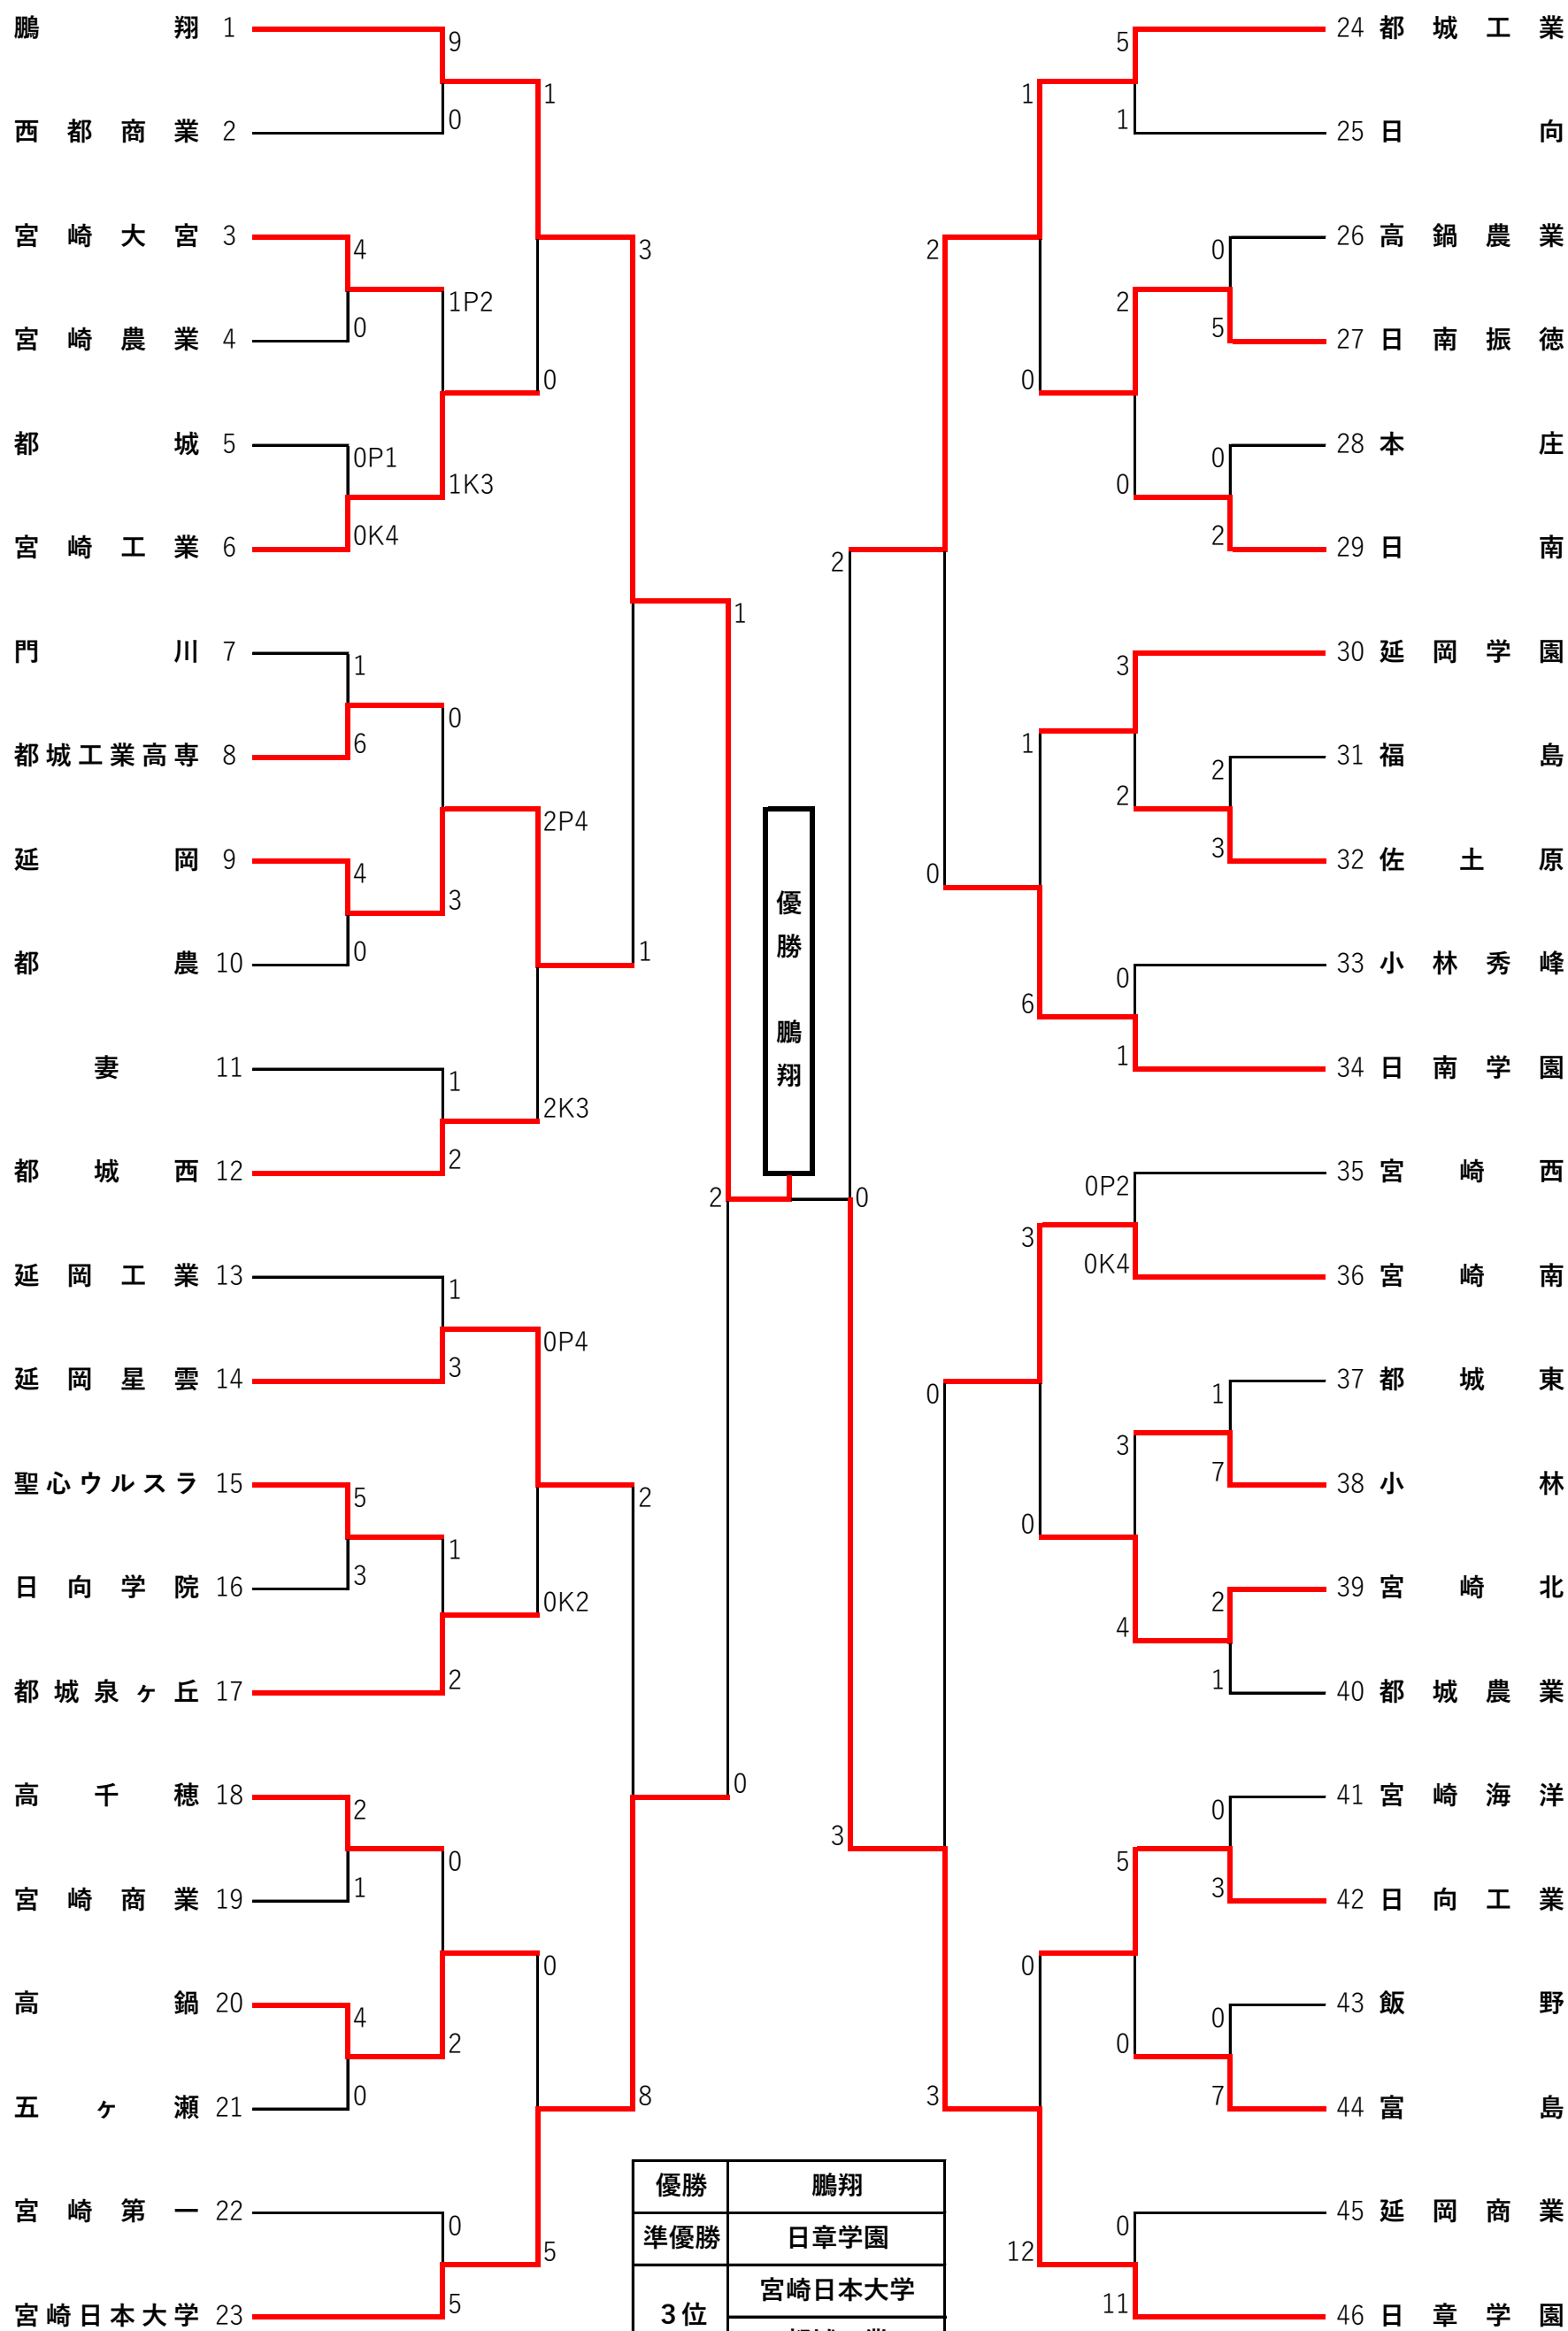 鵬翔 1
9
0
西都商業 2
1
宮崎大宮 3
4
0
宮崎農業 4
1P2
3
0
都城 5
0P1
0K4
宮崎工業 6
1K3
門川 7
1
6
都城工業高専 8
0
1
延岡 9
4
0
都農 10
3
2P4
1
妻 11
1
2
都城西 12
2K3
延岡工業 13
1
3
延岡星雲 14
0P4
聖心ウルスラ 15
5
3
日向学院 16
1
2
都城泉ヶ丘 17
2
0K2
高千穂 18
2
1
宮崎商業 19
0
0
高鍋 20
4
0
五ヶ瀬 21
2
0
8
宮崎第一 22
0
5
宮崎日本大学 23
5
優勝 鵬翔
2
0
24 都城工業
5
1
25 日向
1
26 高鍋農業
0
5
27 日南振徳
2
2
0
28 本庄
0
2
29 日南
0
2
30 延岡学園
3
31 福島
2
3
32 佐土原
2
1
0
33 小林秀峰
0
1
34 日南学園
6
35 宮崎西
0P2
0K4
36 宮崎南
3
37 都城東
1
7
38 小林
3
0
0
39 宮崎北
2
1
40 都城農業
4
3
41 宮崎海洋
0
3
42 日向工業
5
0
43 飯野
0
7
44 富島
0
3
45 延岡商業
0
11
46 日章学園
12
優勝 鵬翔
準優勝 日章学園
3位 宮崎日本大学